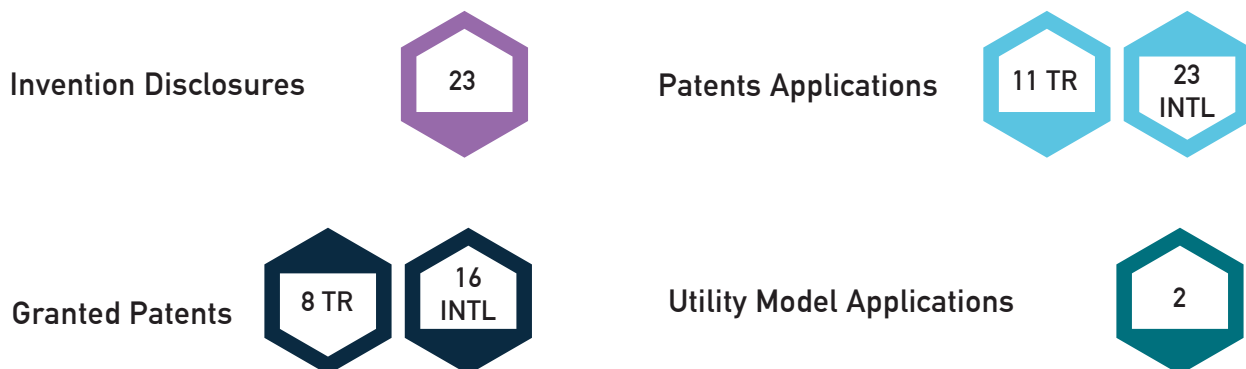 Invention Disclosures
23
Patents Applications
11 TR
23
INTL
Granted Patents
8 TR
16
INTL
Utility Model Applications
2